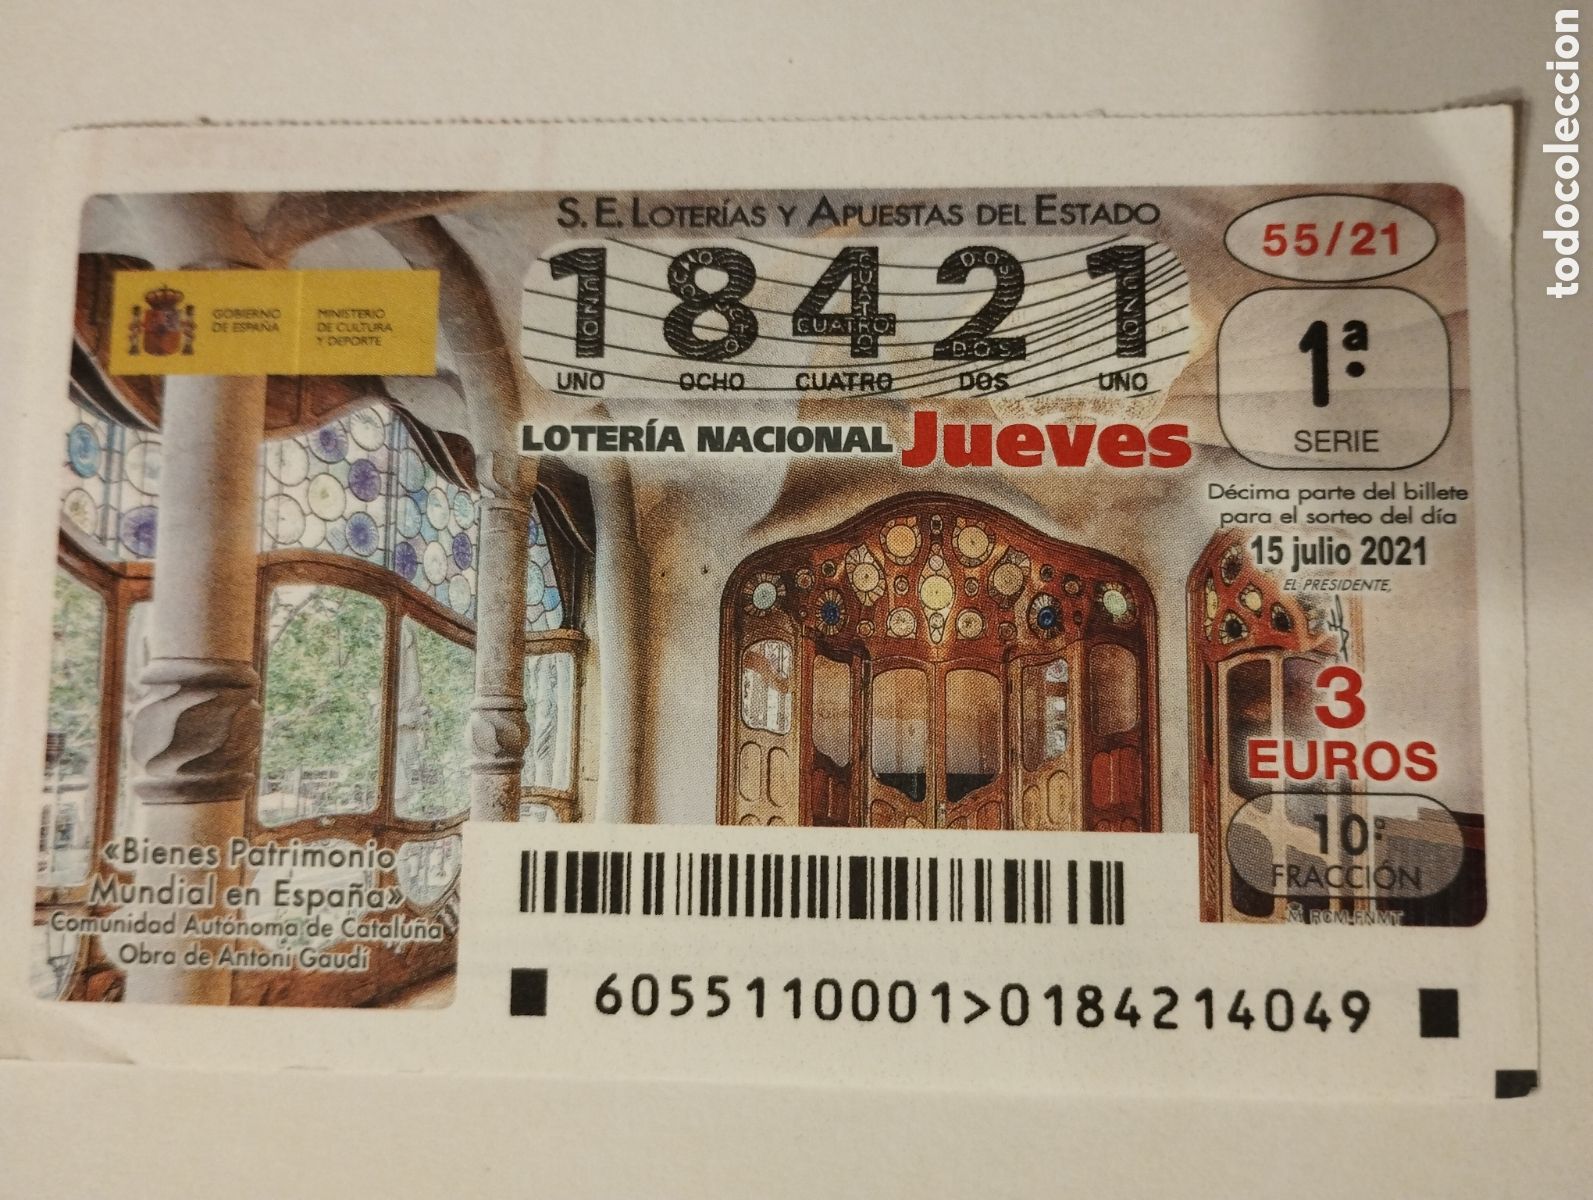 todocoleccion
S. E. LOTERÍAS Y APUESTAS DEL ESTADO
18421
UNO OCHO CUATRO DOS UNO
LOTERÍA NACIONAL Jueves
GOBIERNO DE ESPAÑA
MINISTERIO DE CULTURA Y DEPORTE
55/21
1ª
SERIE
Décima parte del billete
para el sorteo del día
15 julio 2021
EL PRESIDENTE,
3
EUROS
10ª
FRACCIÓN
RCM-FNMT
«Bienes Patrimonio
Mundial en España»
Comunidad Autónoma de Cataluña
Obra de Antoni Gaudí
6055110001>0184214049